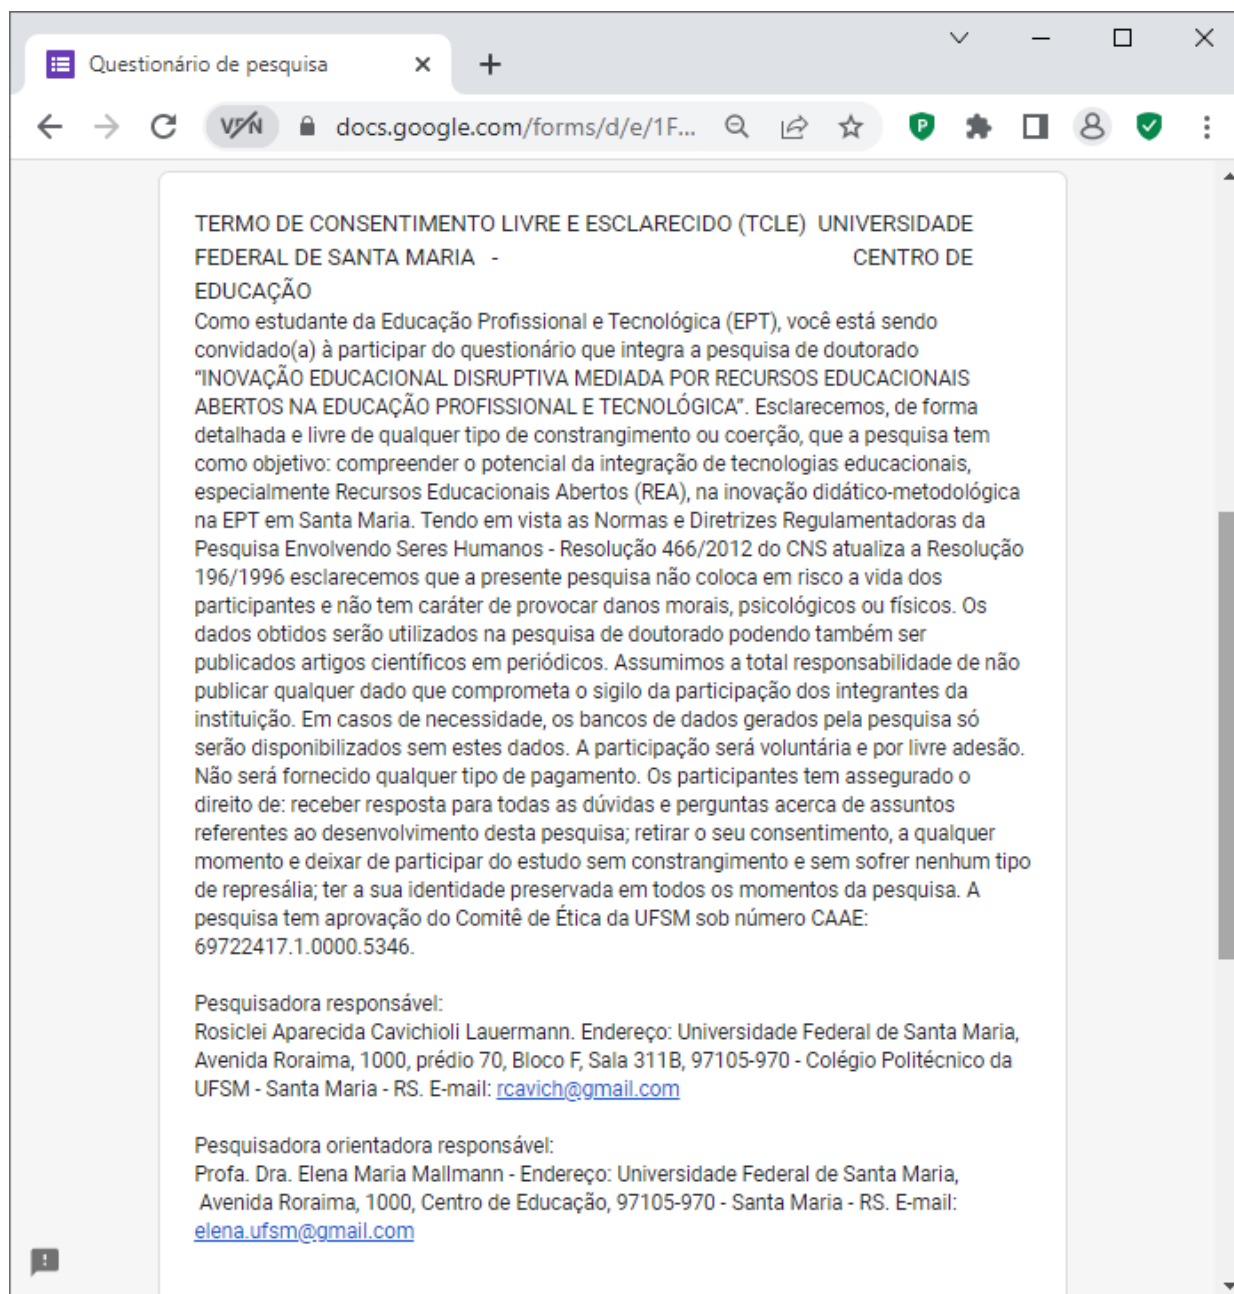 Questionário de pesquisa
VPN
docs.google.com/forms/d/e/1F...
TERMO DE CONSENTIMENTO LIVRE E ESCLARECIDO (TCLE) UNIVERSIDADE
FEDERAL DE SANTA MARIA - CENTRO DE
EDUCAÇÃO
Como estudante da Educação Profissional e Tecnológica (EPT), você está sendo
convidado(a) à participar do questionário que integra a pesquisa de doutorado
“INOVAÇÃO EDUCACIONAL DISRUPTIVA MEDIADA POR RECURSOS EDUCACIONAIS
ABERTOS NA EDUCAÇÃO PROFISSIONAL E TECNOLÓGICA”. Esclarecemos, de forma
detalhada e livre de qualquer tipo de constrangimento ou coerção, que a pesquisa tem
como objetivo: compreender o potencial da integração de tecnologias educacionais,
especialmente Recursos Educacionais Abertos (REA), na inovação didático-metodológica
na EPT em Santa Maria. Tendo em vista as Normas e Diretrizes Regulamentadoras da
Pesquisa Envolvendo Seres Humanos - Resolução 466/2012 do CNS atualiza a Resolução
196/1996 esclarecemos que a presente pesquisa não coloca em risco a vida dos
participantes e não tem caráter de provocar danos morais, psicológicos ou físicos. Os
dados obtidos serão utilizados na pesquisa de doutorado podendo também ser
publicados artigos científicos em periódicos. Assumimos a total responsabilidade de não
publicar qualquer dado que comprometa o sigilo da participação dos integrantes da
instituição. Em casos de necessidade, os bancos de dados gerados pela pesquisa só
serão disponibilizados sem estes dados. A participação será voluntária e por livre adesão.
Não será fornecido qualquer tipo de pagamento. Os participantes tem assegurado o
direito de: receber resposta para todas as dúvidas e perguntas acerca de assuntos
referentes ao desenvolvimento desta pesquisa; retirar o seu consentimento, a qualquer
momento e deixar de participar do estudo sem constrangimento e sem sofrer nenhum tipo
de represália; ter a sua identidade preservada em todos os momentos da pesquisa. A
pesquisa tem aprovação do Comitê de Ética da UFSM sob número CAAE:
69722417.1.0000.5346.
Pesquisadora responsável:
Rosiclei Aparecida Cavichioli Lauermann. Endereço: Universidade Federal de Santa Maria,
Avenida Roraima, 1000, prédio 70, Bloco F, Sala 311B, 97105-970 - Colégio Politécnico da
UFSM - Santa Maria - RS. E-mail: rcavich@gmail.com
Pesquisadora orientadora responsável:
Profa. Dra. Elena Maria Mallmann - Endereço: Universidade Federal de Santa Maria,
Avenida Roraima, 1000, Centro de Educação, 97105-970 - Santa Maria - RS. E-mail:
elena.ufsm@gmail.com